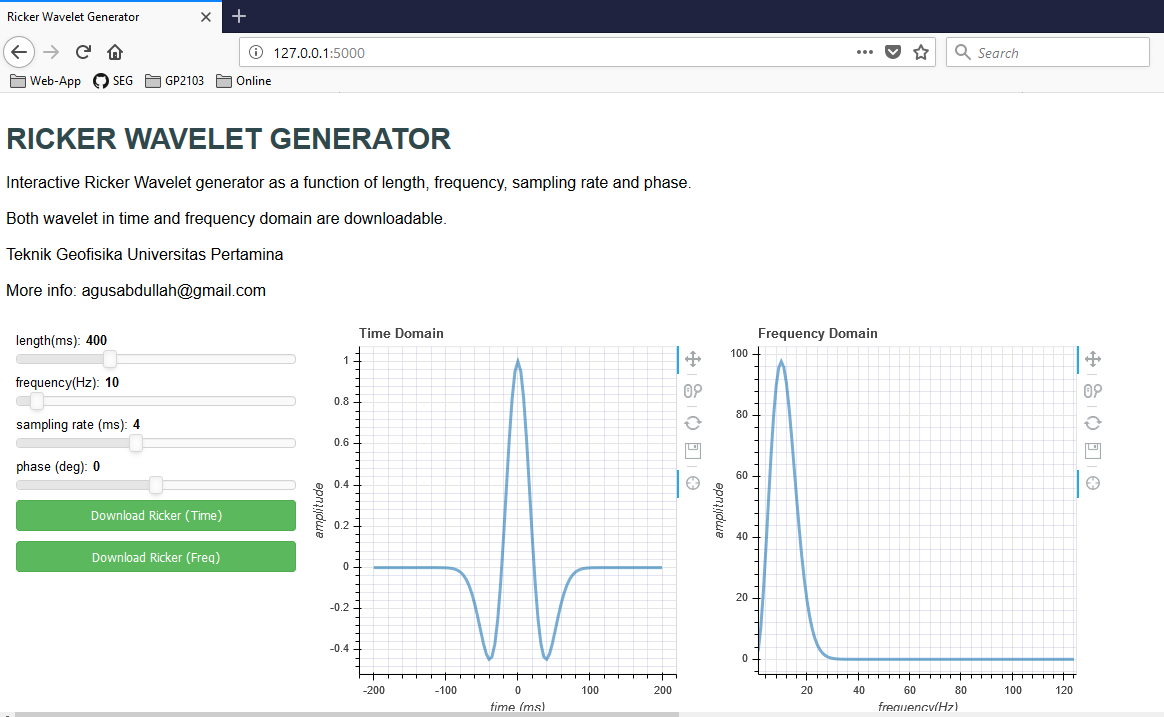 Ricker Wavelet Generator
127.0.0.1:5000
Search
Web-App SEG GP2103 Online
RICKER WAVELET GENERATOR
Interactive Ricker Wavelet generator as a function of length, frequency, sampling rate and phase.
Both wavelet in time and frequency domain are downloadable.
Teknik Geofisika Universitas Pertamina
More info: agusabdullah@gmail.com
length(ms): 400
frequency(Hz): 10
sampling rate (ms): 4
phase (deg): 0
Download Ricker (Time)
Download Ricker (Freq)
Time Domain
1
0.8
0.6
0.4
0.2
0
-0.2
-0.4
amplitude
-200 -100 0 100 200
time (ms)
Frequency Domain
100
80
60
40
20
0
amplitude
20 40 60 80 100 120
frequency(Hz)